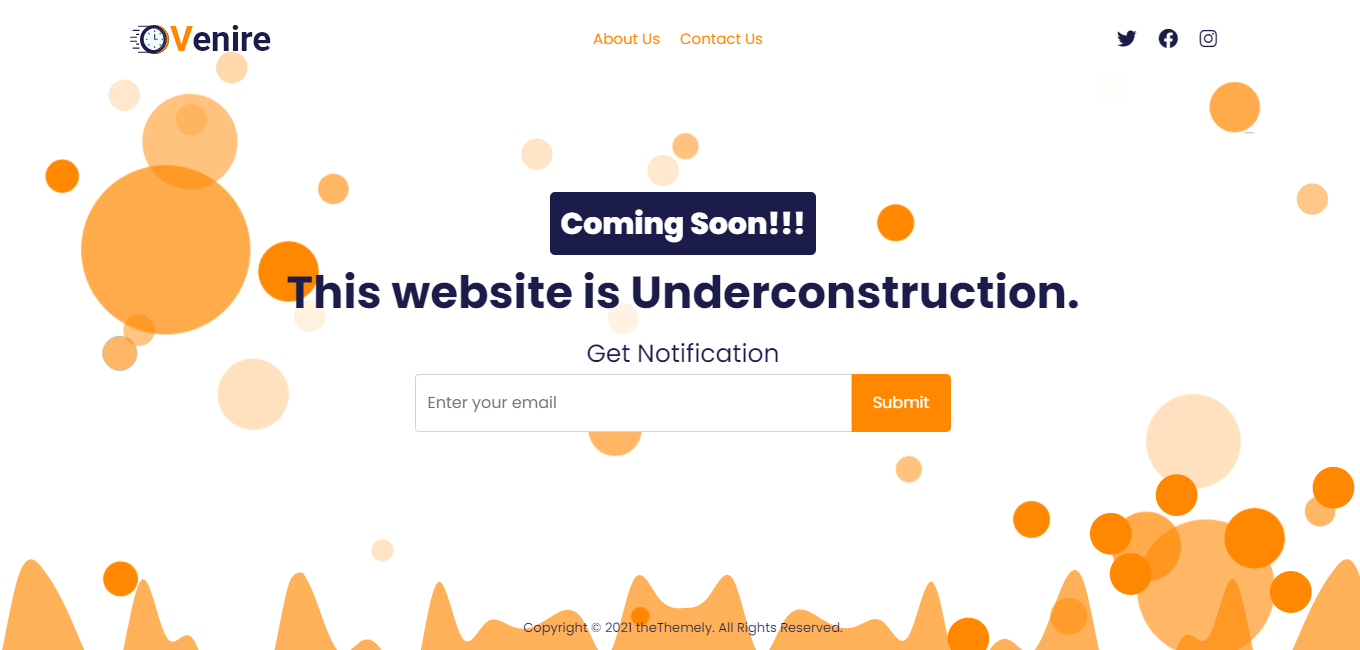 Venire
About Us Contact Us
Coming Soon!!!
This website is Underconstruction.
Get Notification
Enter your email Submit
Copyright © 2021 theThemely. All Rights Reserved.